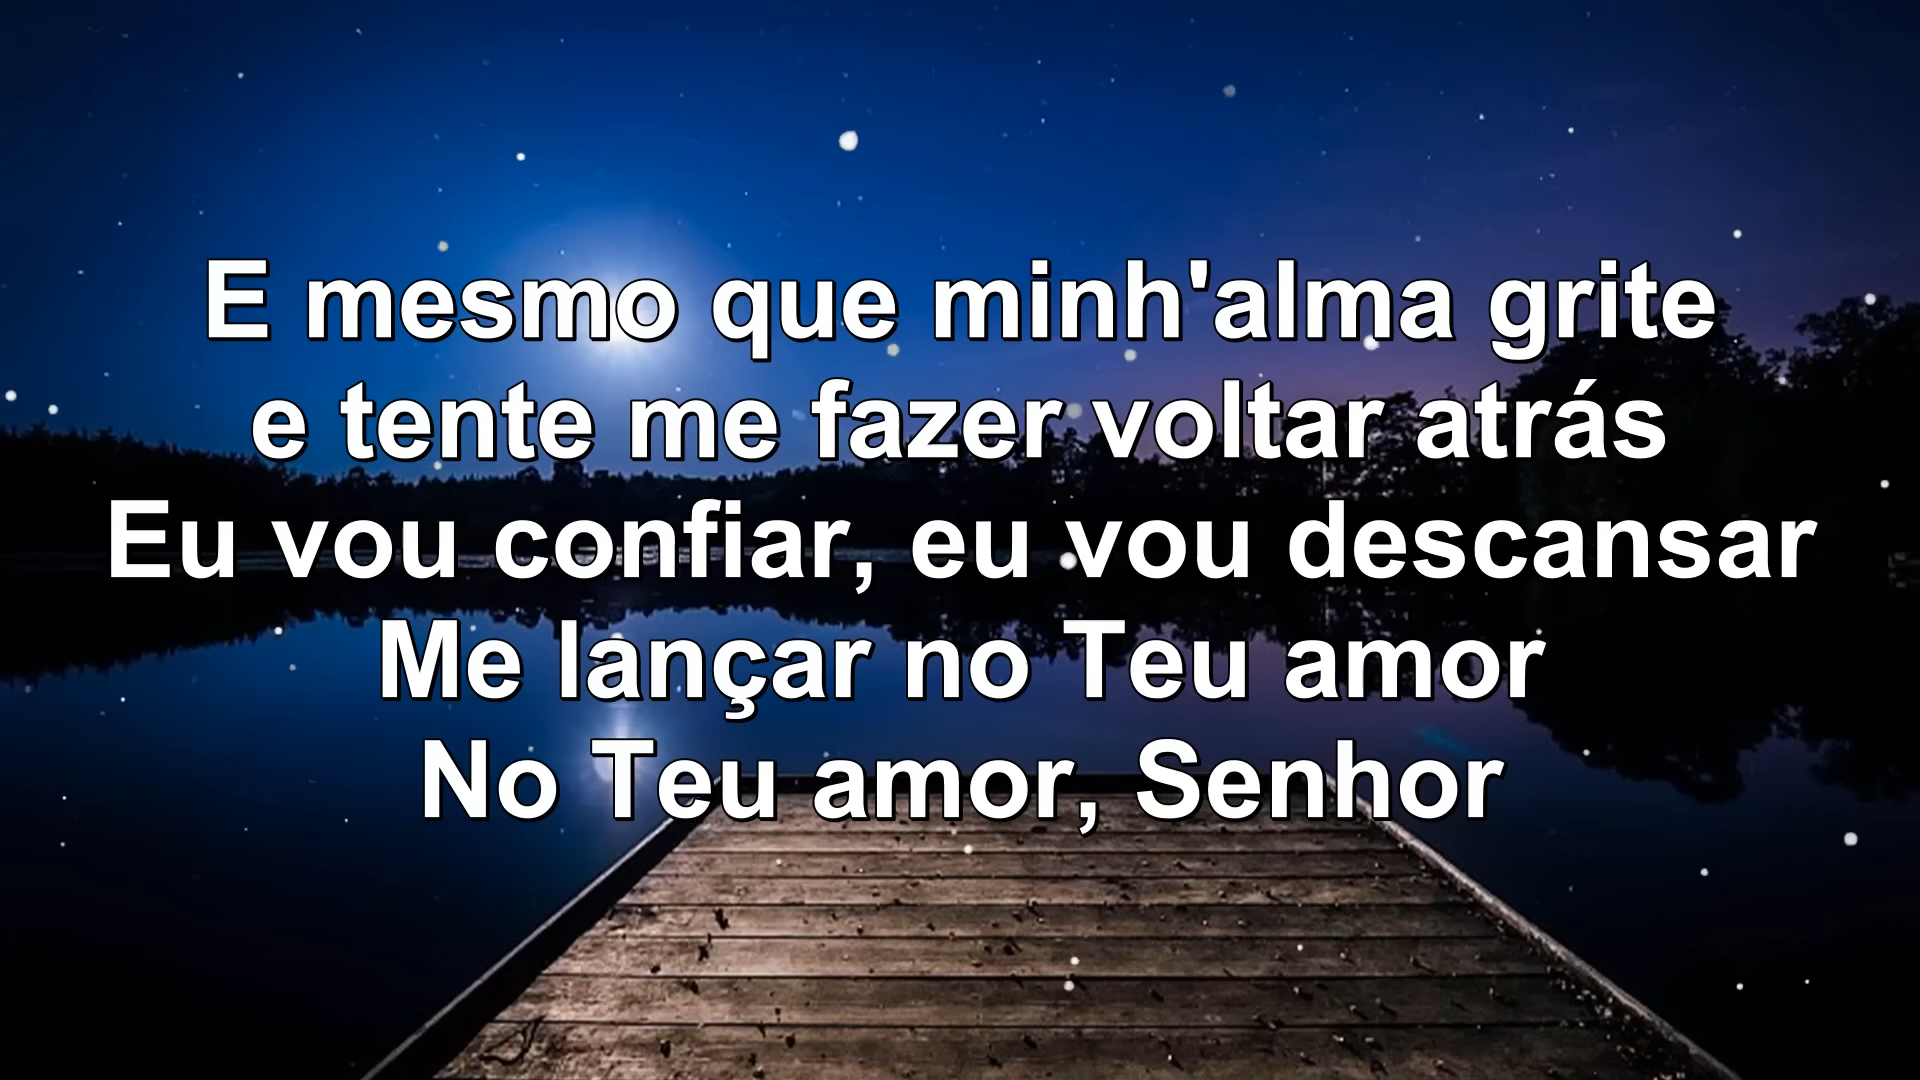 E mesmo que minh'alma grite
e tente me fazer voltar atrás
Eu vou confiar, eu vou descansar
Me lançar no Teu amor
No Teu amor, Senhor